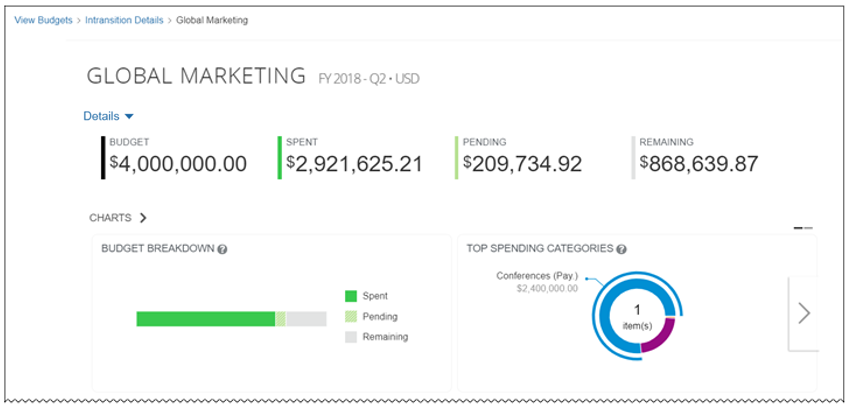 View Budgets > Intransition Details > Global Marketing
GLOBAL MARKETING FY 2018 - Q2 • USD
Details
BUDGET
$4,000,000.00
SPENT
$2,921,625.21
PENDING
$209,734.92
REMAINING
$868,639.87
CHARTS
BUDGET BREAKDOWN ?
Spent
Pending
Remaining
TOP SPENDING CATEGORIES ?
Conferences (Pay.)
$2,400,000.00
1
item(s)